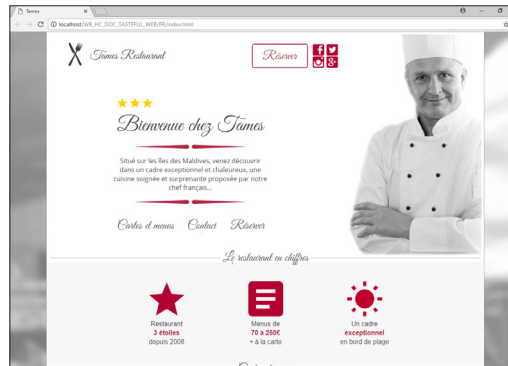 Tames
localhost/WB_HC_DOC_TASTEFUL_WEB/FR/index.html
Tames Restaurant
Réserver
Bienvenue chez Tames
Situé sur les îles des Maldives, venez découvrir
dans un cadre exceptionnel et chaleureux, une
cuisine soignée et surprenante proposée par notre
chef français...
Cartes et menus Contact Réserver
Le restaurant en chiffres
Restaurant
3 étoiles
depuis 2008
Menus de
70 à 250€
+ à la carte
Un cadre
exceptionnel
en bord de plage